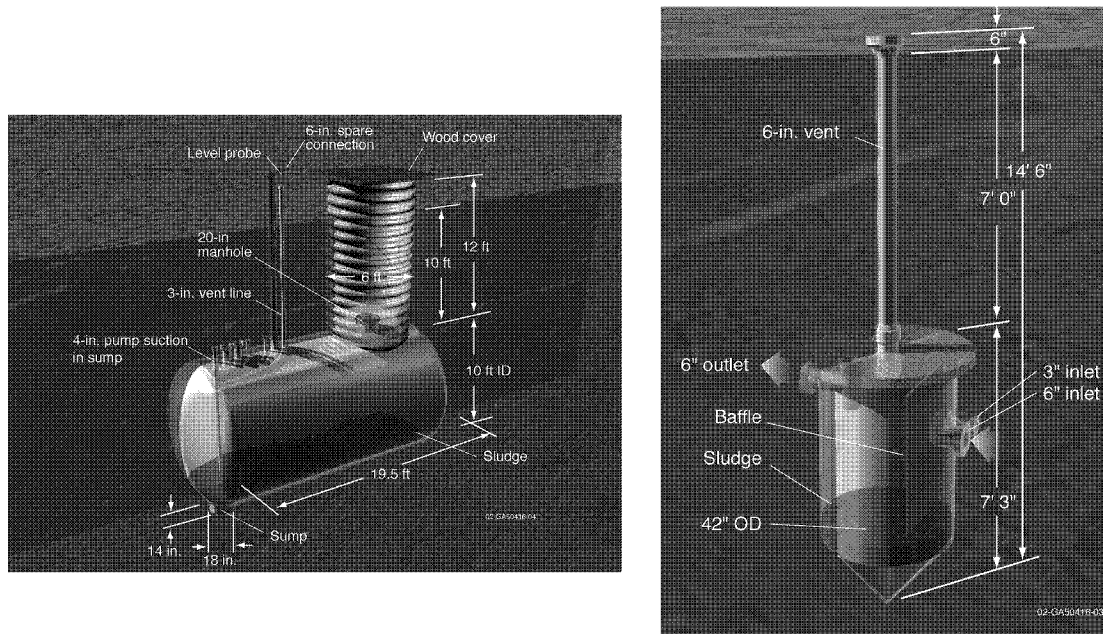 6-in. spare
connection
Wood cover
Level probe
20-in
manhole
12 ft
10 ft
6 ft
3-in. vent line
4-in. pump suction
in sump
10 ft ID
Sludge
19.5 ft
02-GA50416-04
Sump
14 in.
18 in.
6"
6-in. vent
14' 6"
7' 0"
6" outlet
3" inlet
6" inlet
Baffle
Sludge
7' 3"
42" OD
02-GA50416-03